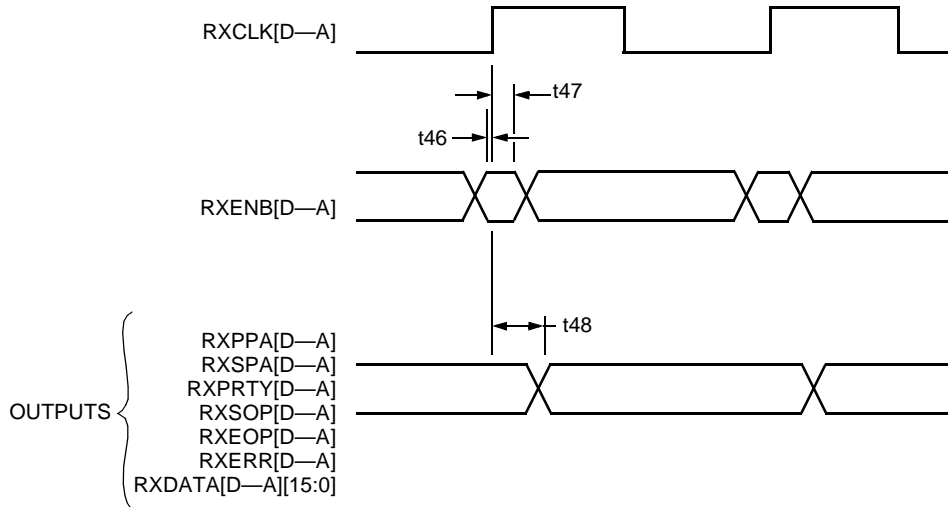 RXCLK[D—A]
t47
t46
RXENB[D—A]
t48
RXPPA[D—A]
RXSPA[D—A]
RXPRTY[D—A]
OUTPUTS
RXSOP[D—A]
RXEOP[D—A]
RXERR[D—A]
RXDATA[D—A][15:0]